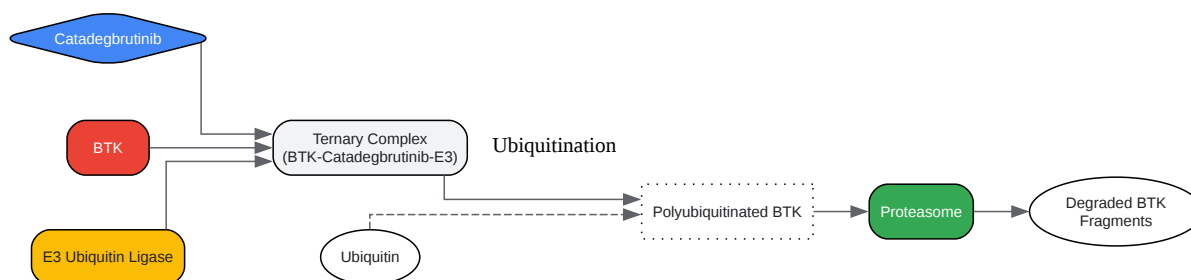 Catadegbrutinib
BTK
Ternary Complex
(BTK-Catadegbrutinib-E3)
Ubiquitination
E3 Ubiquitin Ligase
Ubiquitin
Polyubiquitinated BTK
Proteasome
Degraded BTK
Fragments